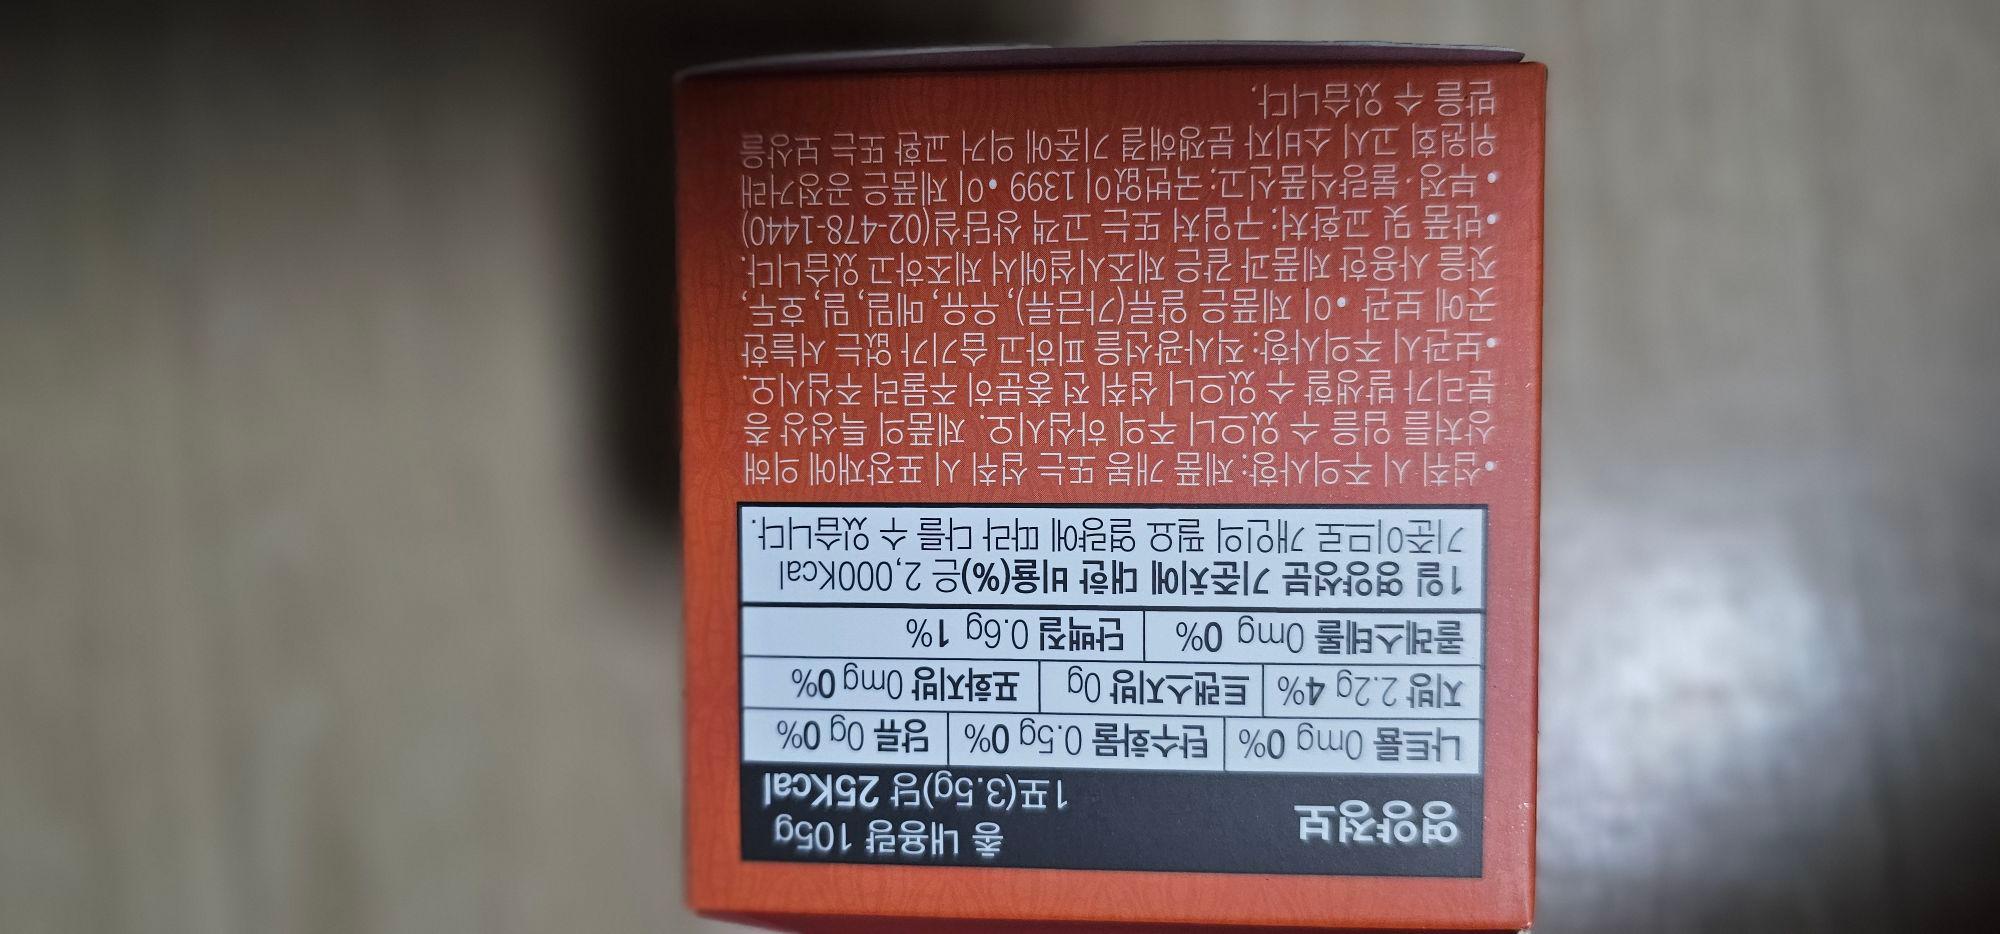 영양정보
총 내용량 105g
1포(3.5g)당 25Kcal
나트륨 0mg 0% 탄수화물 0.5g 0% 당류 0g 0%
지방 2.2g 4% 트랜스지방 0g 포화지방 0mg 0%
콜레스테롤 0mg 0% 단백질 0.6g 1%
1일 영양성분 기준치에 대한 비율(%)은 2,000Kcal
기준이므로 개인의 필요 열량에 따라 다를 수 있습니다.
•섭취 시 주의사항: 제품 개봉 또는 섭취 시 포장재에 의해
상처를 입을 수 있으니 주의 하십시오. 제품의 특성상 층
분리가 발생할 수 있으니 섭취 전 충분히 주물러 주십시오.
•보관시 주의사항: 직사광선을 피하고 습기가 없는 서늘한
곳에 보관 •이 제품은 알류(가금류), 우유, 메밀, 밀, 호두,
잣을 사용한 제품과 같은 제조시설에서 제조하고 있습니다.
•반품 및 교환처: 구입처 또는 고객 상담실(02-478-1440)
•부정·불량식품신고: 국번없이 1399 •이 제품은 공정거래
위원회 고시 소비자 분쟁해결 기준에 의거 교환 또는 보상을
받을 수 있습니다.